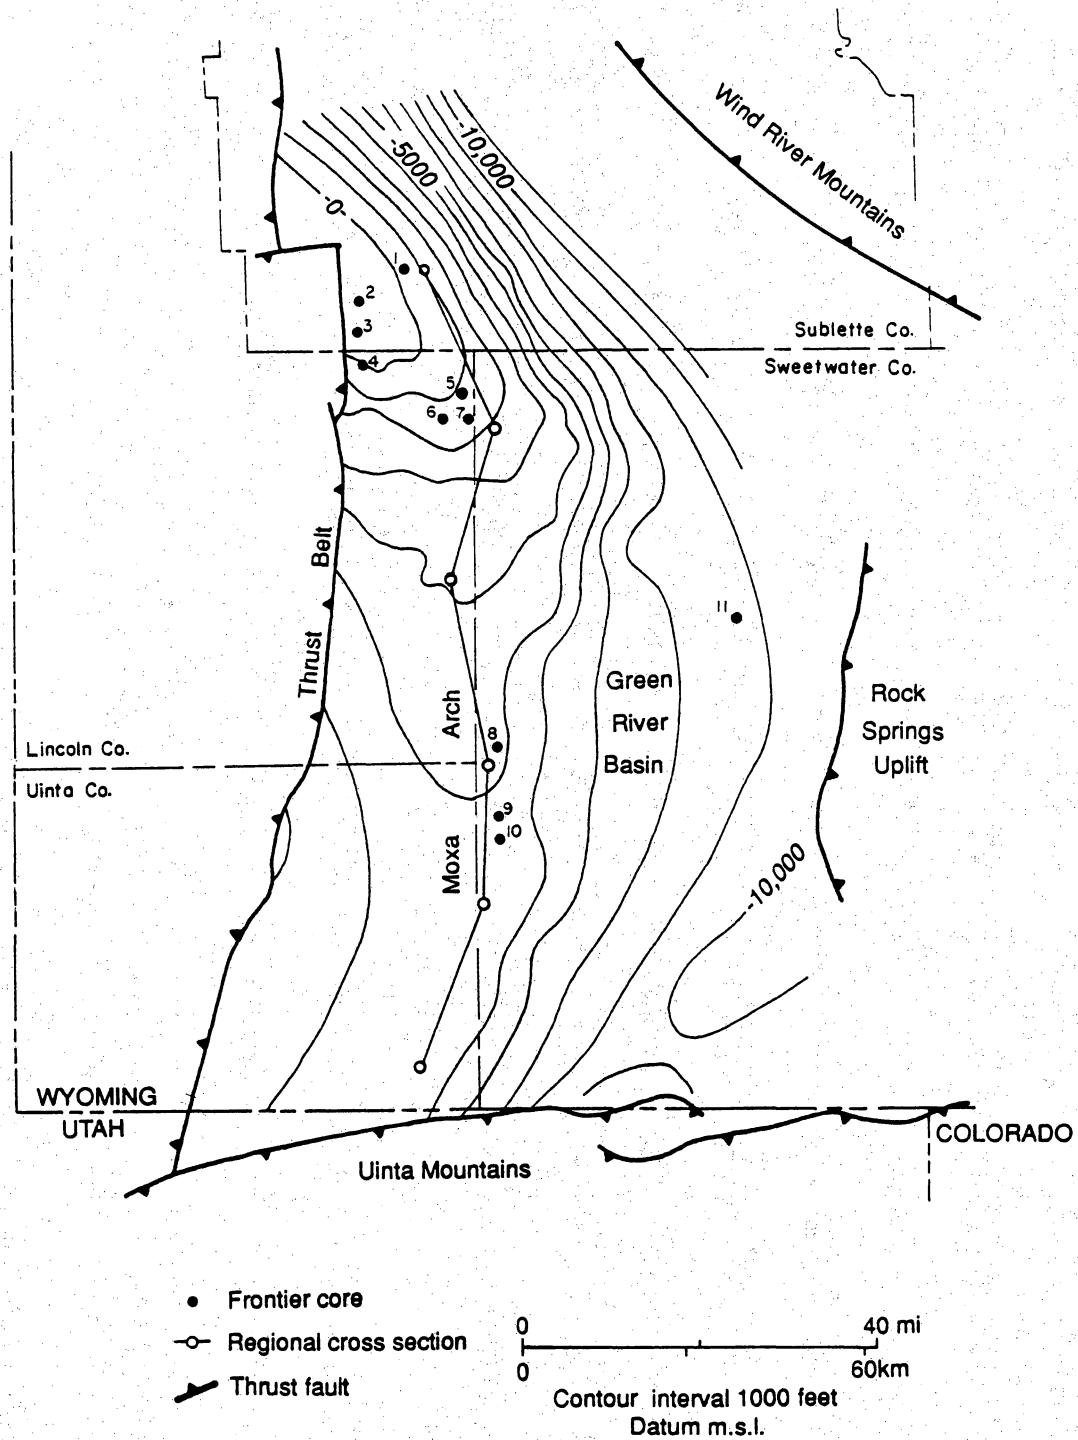 Wind River Mountains
-10,000
-5000
-0-
1
2
3
Sublette Co.
Sweetwater Co.
4
5
6 7
Thrust Belt
11
Green
River
Basin
Rock
Springs
Uplift
Moxa Arch
8
Lincoln Co.
Uinta Co.
9
10
-10,000
WYOMING
UTAH
COLORADO
Uinta Mountains
Frontier core
Regional cross section
Thrust fault
0 40 mi
0 60km
Contour interval 1000 feet
Datum m.s.l.